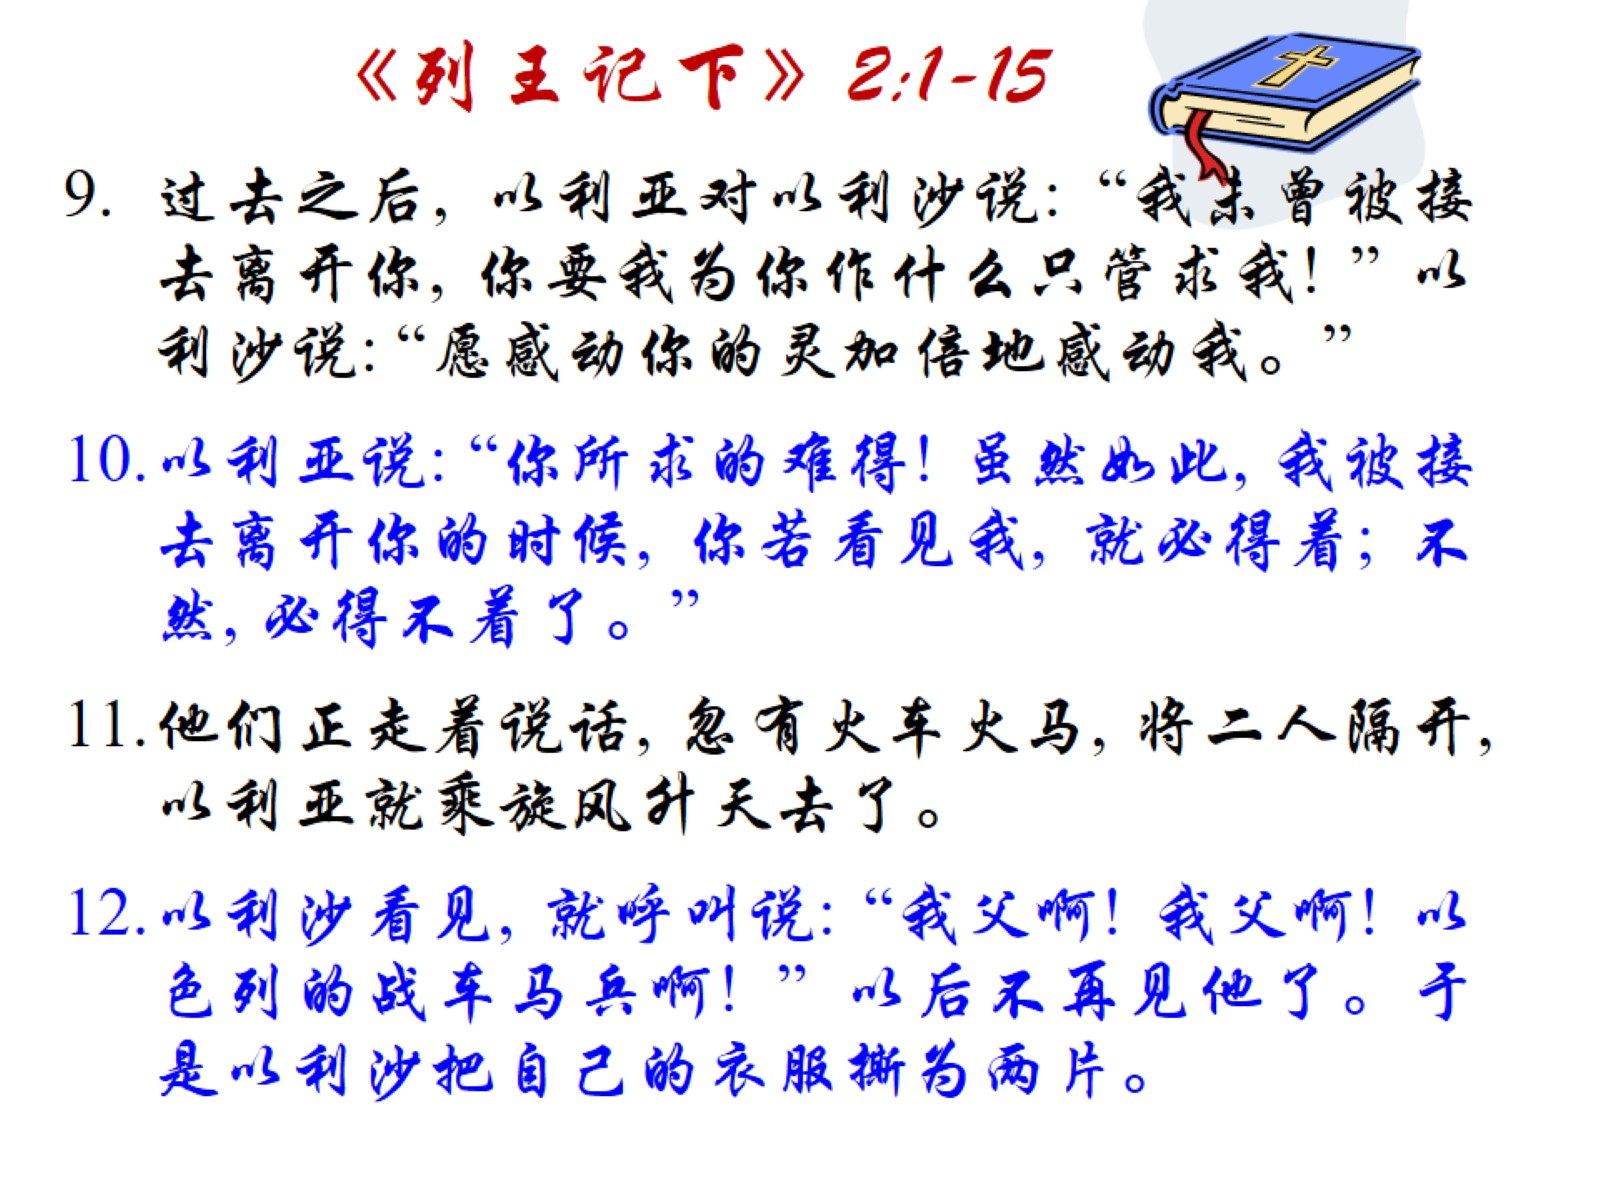 《列王记下》2:1-15
9. 过去之后，以利亚对以利沙说：“我未曾被接
去离开你，你要我为你作什么只管求我！”以
利沙说：“愿感动你的灵加倍地感动我。”
10. 以利亚说：“你所求的难得！虽然如此，我被接
去离开你的时候，你若看见我，就必得着；不
然，必得不着了。”
11. 他们正走着说话，忽有火车火马，将二人隔开，
以利亚就乘旋风升天去了。
12. 以利沙看见，就呼叫说：“我父啊！我父啊！以
色列的战车马兵啊！”以后不再见他了。于
是以利沙把自己的衣服撕为两片。